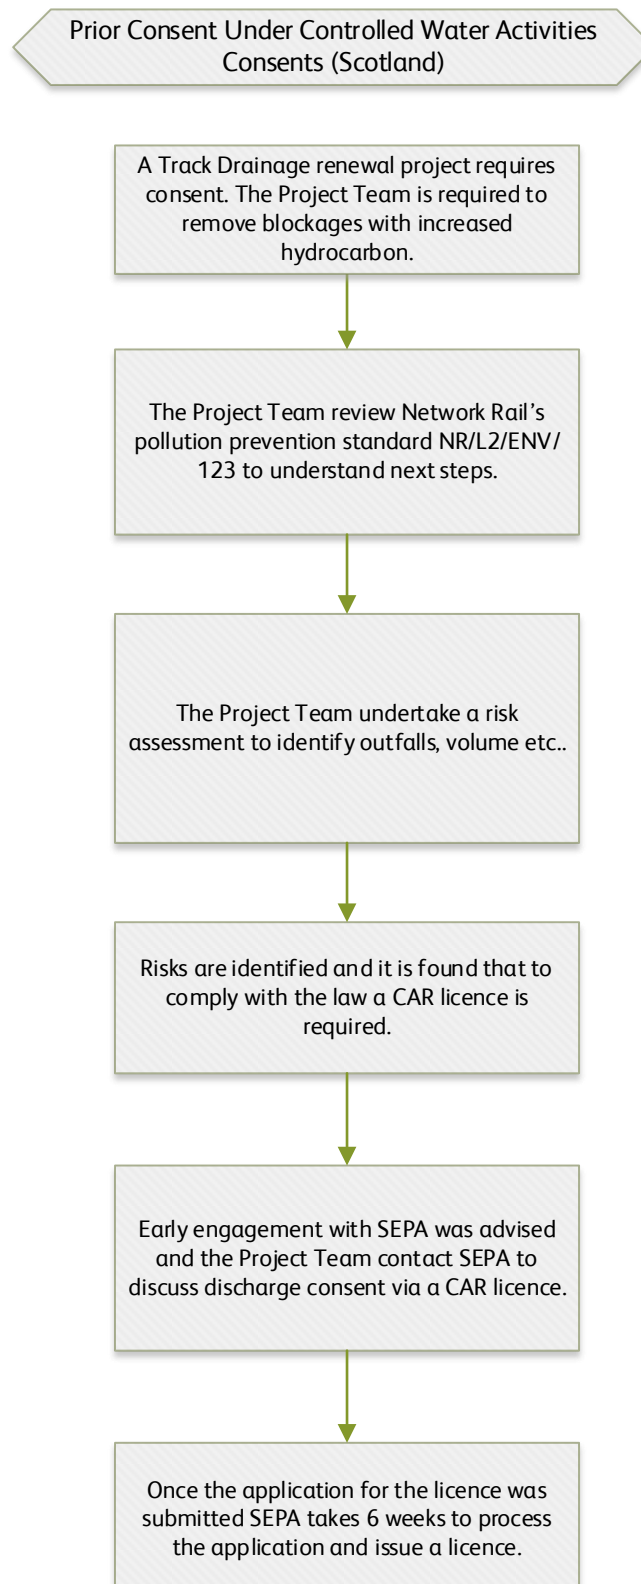 Prior Consent Under Controlled Water Activities
Consents (Scotland)
A Track Drainage renewal project requires
consent. The Project Team is required to
remove blockages with increased
hydrocarbon.
The Project Team review Network Rail’s
pollution prevention standard NR/L2/ENV/
123 to understand next steps.
The Project Team undertake a risk
assessment to identify outfalls, volume etc..
Risks are identified and it is found that to
comply with the law a CAR licence is
required.
Early engagement with SEPA was advised
and the Project Team contact SEPA to
discuss discharge consent via a CAR licence.
Once the application for the licence was
submitted SEPA takes 6 weeks to process
the application and issue a licence.